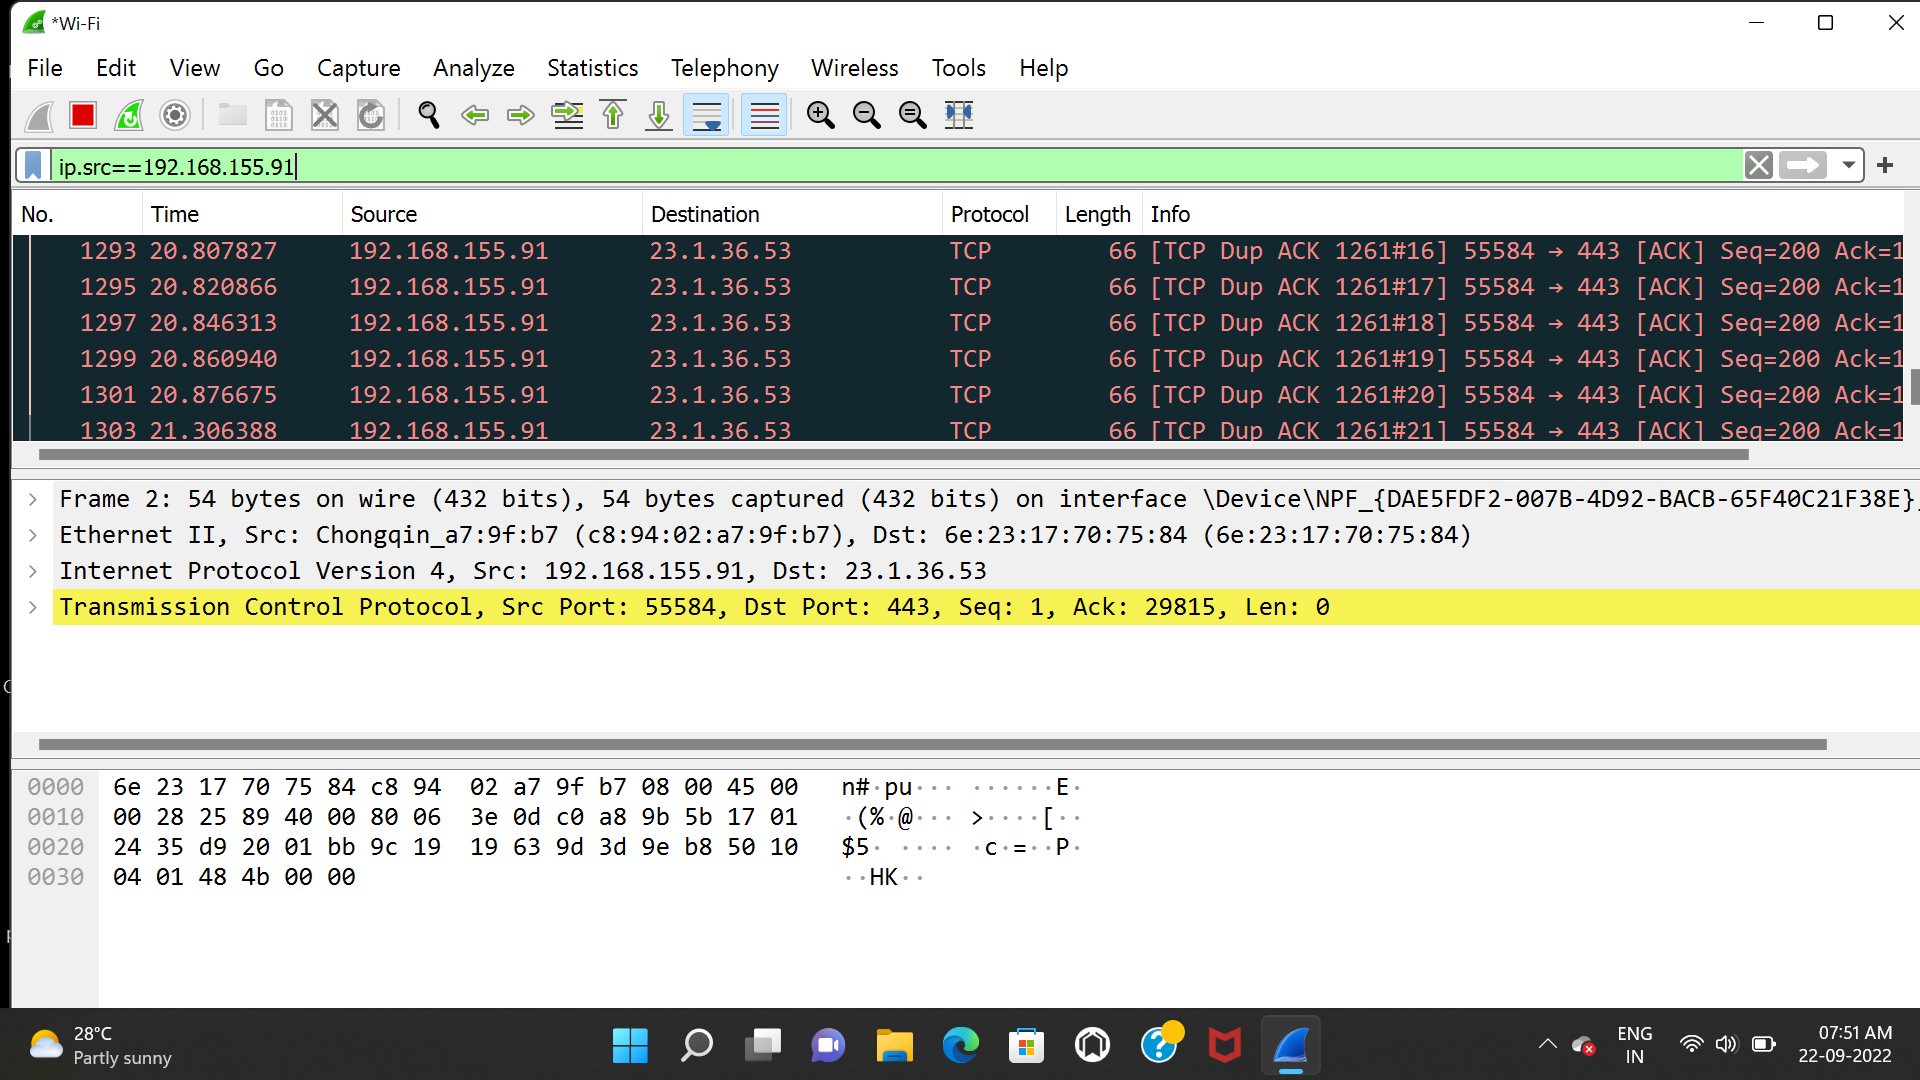 *Wi-Fi
File Edit View Go Capture Analyze Statistics Telephony Wireless Tools Help
ip.src==192.168.155.91
No. Time Source Destination Protocol Length Info
1293 20.807827 192.168.155.91 23.1.36.53 TCP 66 [TCP Dup ACK 1261#16] 55584 → 443 [ACK] Seq=200 Ack=1
1295 20.820866 192.168.155.91 23.1.36.53 TCP 66 [TCP Dup ACK 1261#17] 55584 → 443 [ACK] Seq=200 Ack=1
1297 20.846313 192.168.155.91 23.1.36.53 TCP 66 [TCP Dup ACK 1261#18] 55584 → 443 [ACK] Seq=200 Ack=1
1299 20.860940 192.168.155.91 23.1.36.53 TCP 66 [TCP Dup ACK 1261#19] 55584 → 443 [ACK] Seq=200 Ack=1
1301 20.876675 192.168.155.91 23.1.36.53 TCP 66 [TCP Dup ACK 1261#20] 55584 → 443 [ACK] Seq=200 Ack=1
1303 21.306388 192.168.155.91 23.1.36.53 TCP 66 [TCP Dup ACK 1261#21] 55584 → 443 [ACK] Seq=200 Ack=1
Frame 2: 54 bytes on wire (432 bits), 54 bytes captured (432 bits) on interface \Device\NPF_{DAE5FDF2-007B-4D92-BACB-65F40C21F38E},
Ethernet II, Src: Chongqin_a7:9f:b7 (c8:94:02:a7:9f:b7), Dst: 6e:23:17:70:75:84 (6e:23:17:70:75:84)
Internet Protocol Version 4, Src: 192.168.155.91, Dst: 23.1.36.53
Transmission Control Protocol, Src Port: 55584, Dst Port: 443, Seq: 1, Ack: 29815, Len: 0
0000 6e 23 17 70 75 84 c8 94 02 a7 9f b7 08 00 45 00 n#·pu··· ······E·
0010 00 28 25 89 40 00 80 06 3e 0d c0 a8 9b 5b 17 01 ·(%·@··· >····[··
0020 24 35 d9 20 01 bb 9c 19 19 63 9d 3d 9e b8 50 10 $5· ···· ·c·=··P·
0030 04 01 48 4b 00 00 ··HK··
28°C
Partly sunny
ENG
IN
07:51 AM
22-09-2022